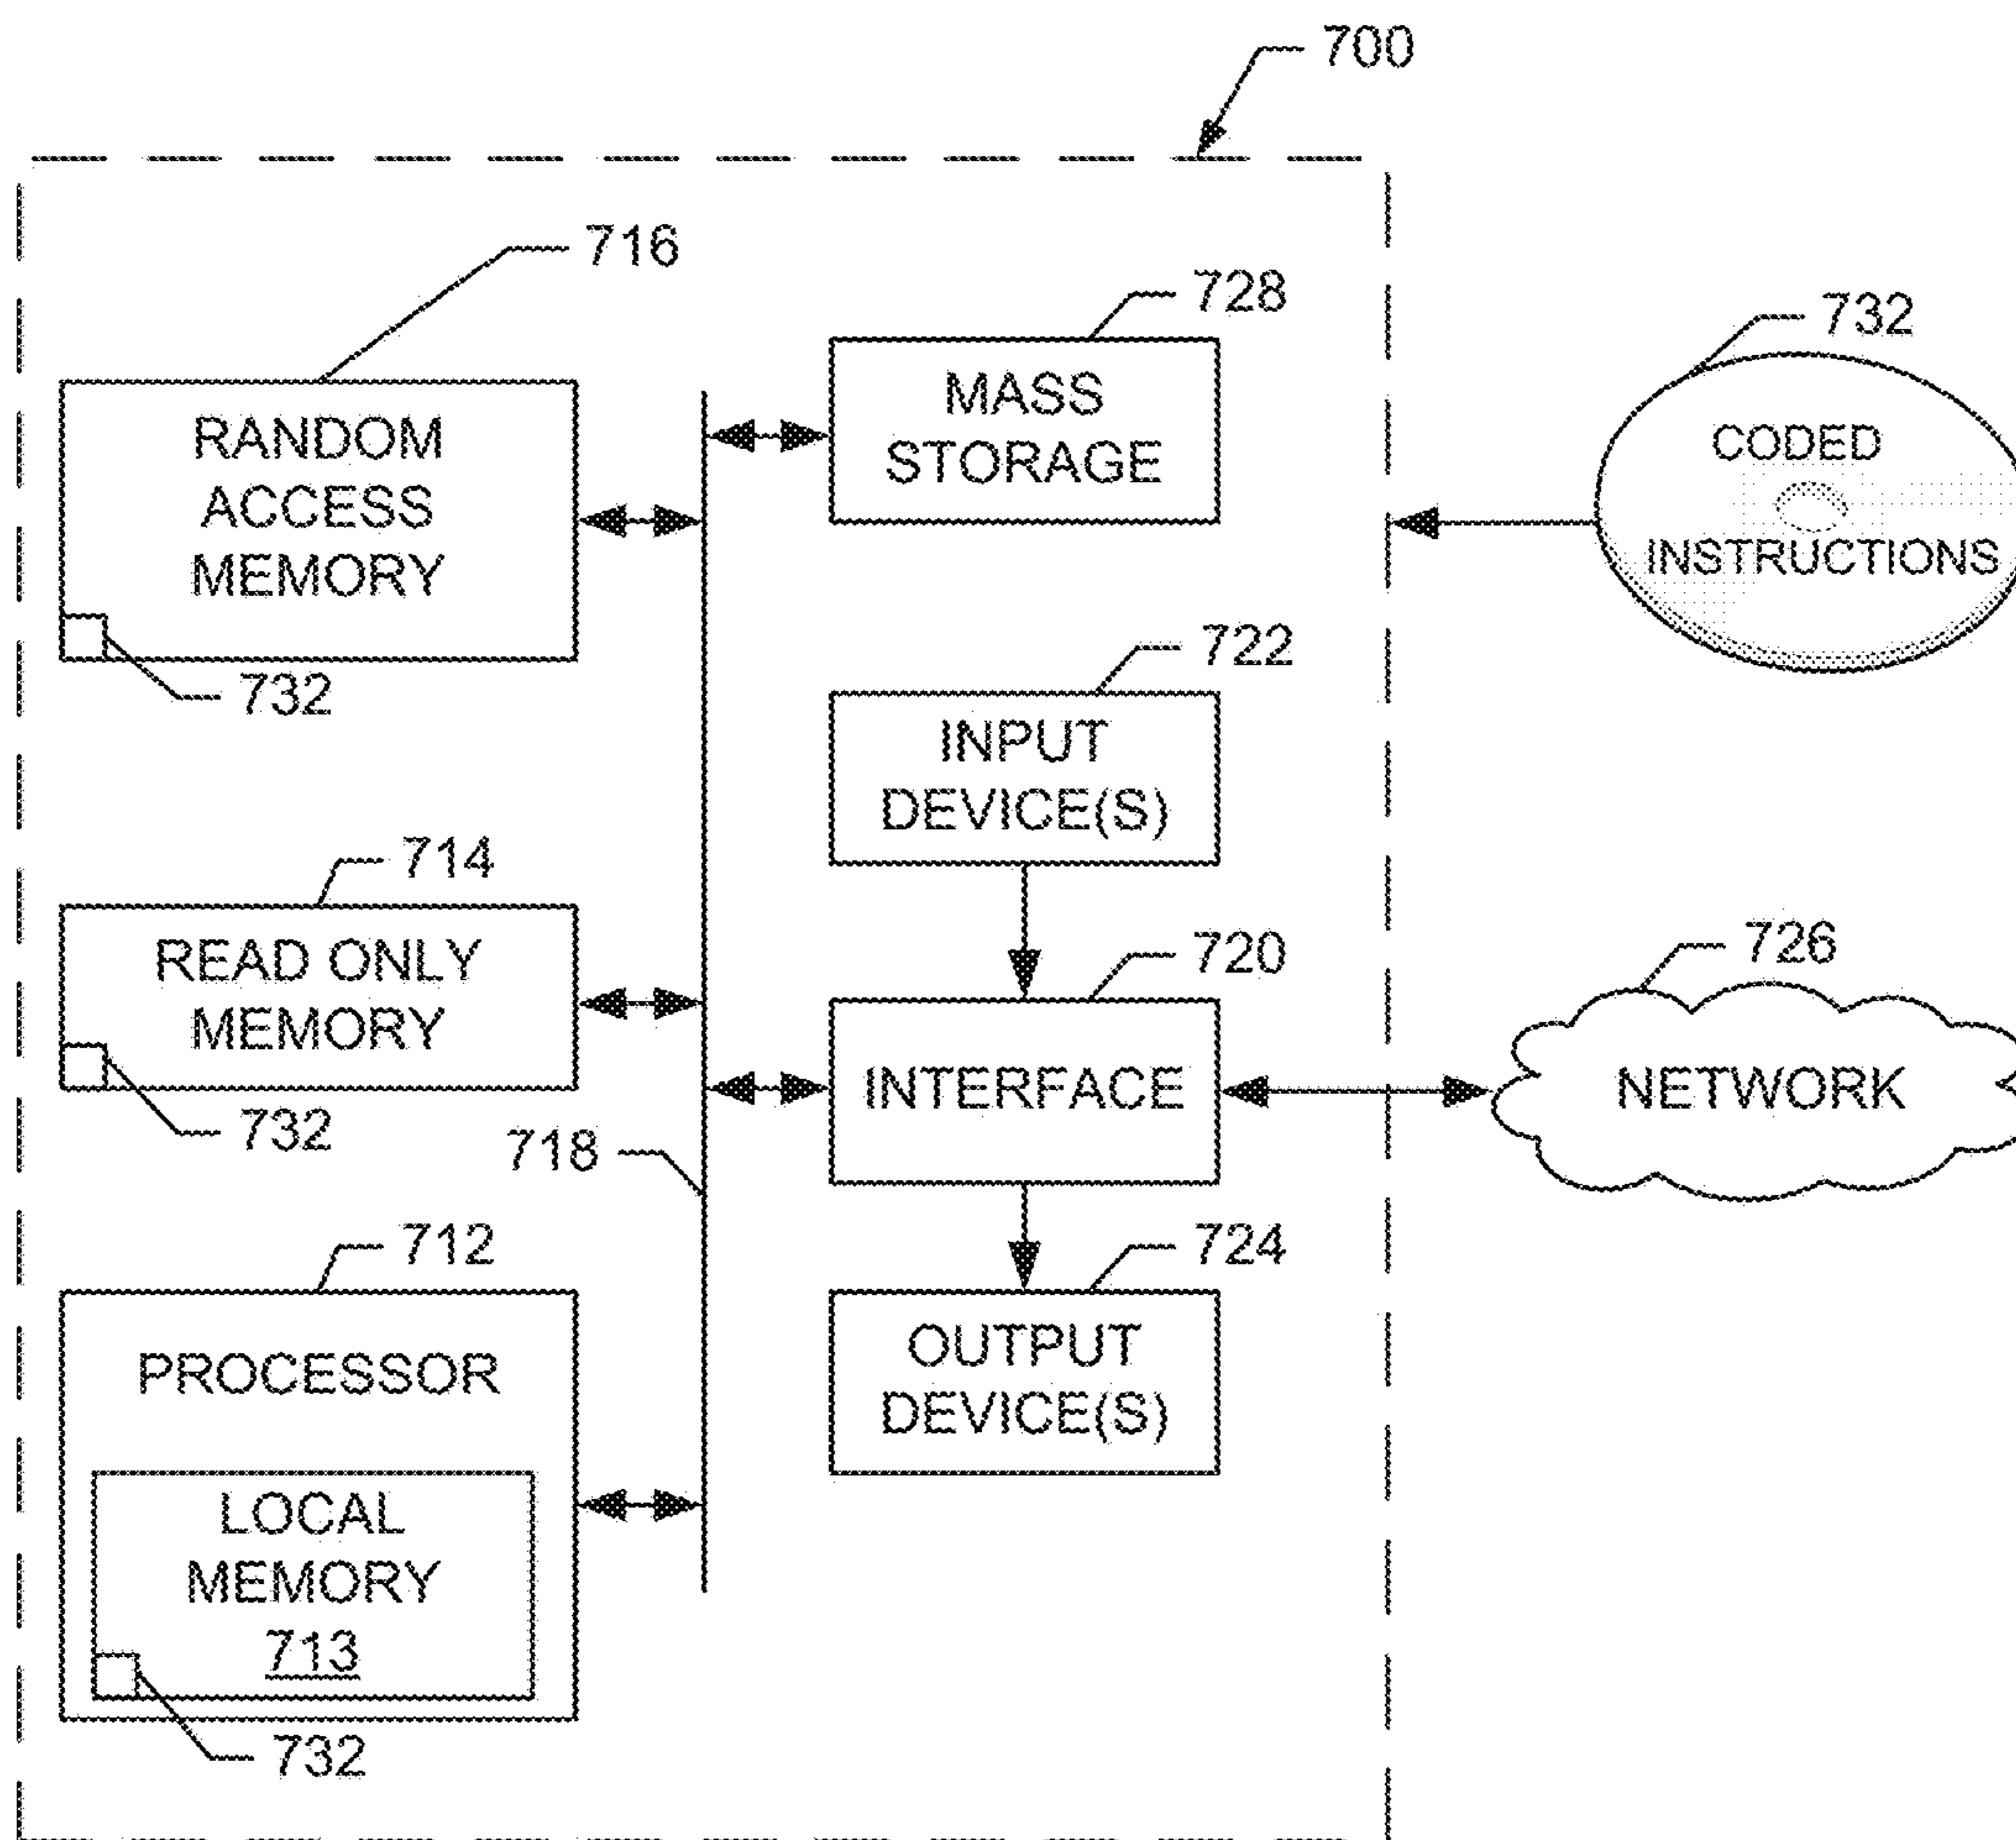 700
716
RANDOM
ACCESS
MEMORY
732
728
MASS
STORAGE
732
CODED
INSTRUCTIONS
722
INPUT
DEVICE(S)
714
READ ONLY
MEMORY
732
718
720
INTERFACE
726
NETWORK
712
PROCESSOR
LOCAL
MEMORY
713
732
724
OUTPUT
DEVICE(S)